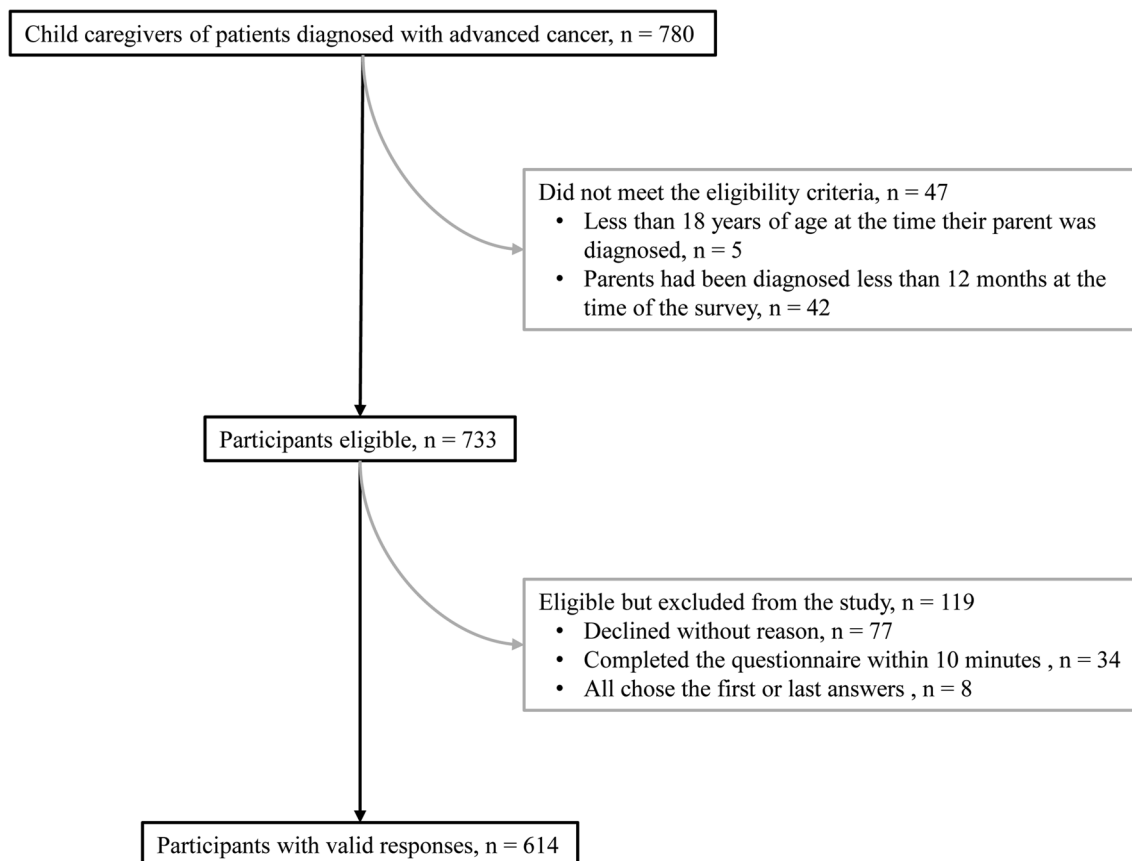 Child caregivers of patients diagnosed with advanced cancer, n = 780
Did not meet the eligibility criteria, n = 47
• Less than 18 years of age at the time their parent was
diagnosed, n = 5
• Parents had been diagnosed less than 12 months at the
time of the survey, n = 42
Participants eligible, n = 733
Eligible but excluded from the study, n = 119
• Declined without reason, n = 77
• Completed the questionnaire within 10 minutes , n = 34
• All chose the first or last answers , n = 8
Participants with valid responses, n = 614